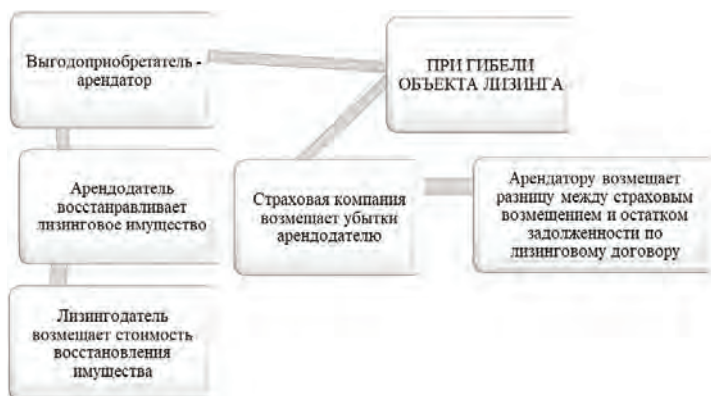 Выгодоприобретатель -
арендатор
ПРИ ГИБЕЛИ
ОБЪЕКТА ЛИЗИНГА
Арендодатель
восстанравливает
лизинговое имущество
Страховая компания
возмещает убытки
арендодателю
Арендатору возмещает
разницу между страховым
возмещением и остатком
задолженности по
лизинговому договору
Лизингодатель
возмещает стоимость
восстановления
имущества